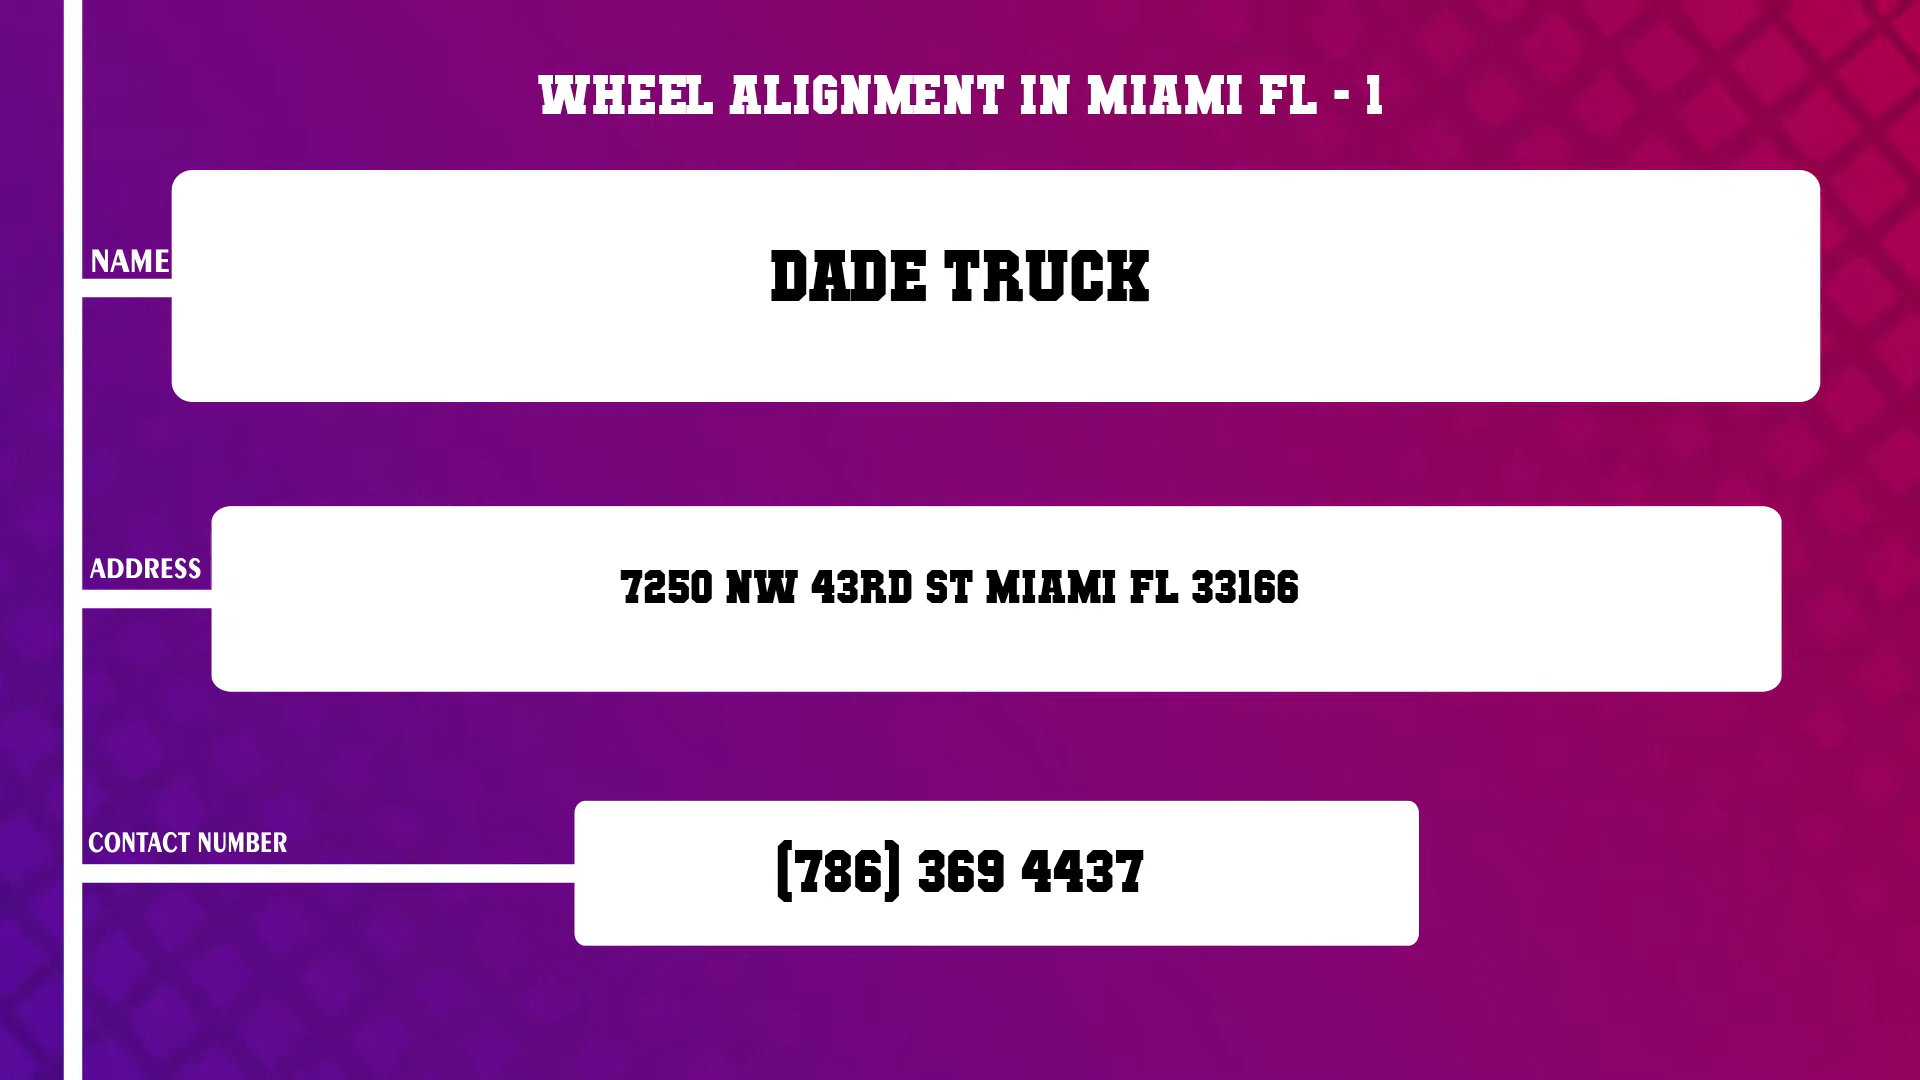 WHEEL ALIGNMENT IN MIAMI FL - 1
NAME
DADE TRUCK
ADDRESS
7250 NW 43RD ST MIAMI FL 33166
CONTACT NUMBER
(786) 369 4437